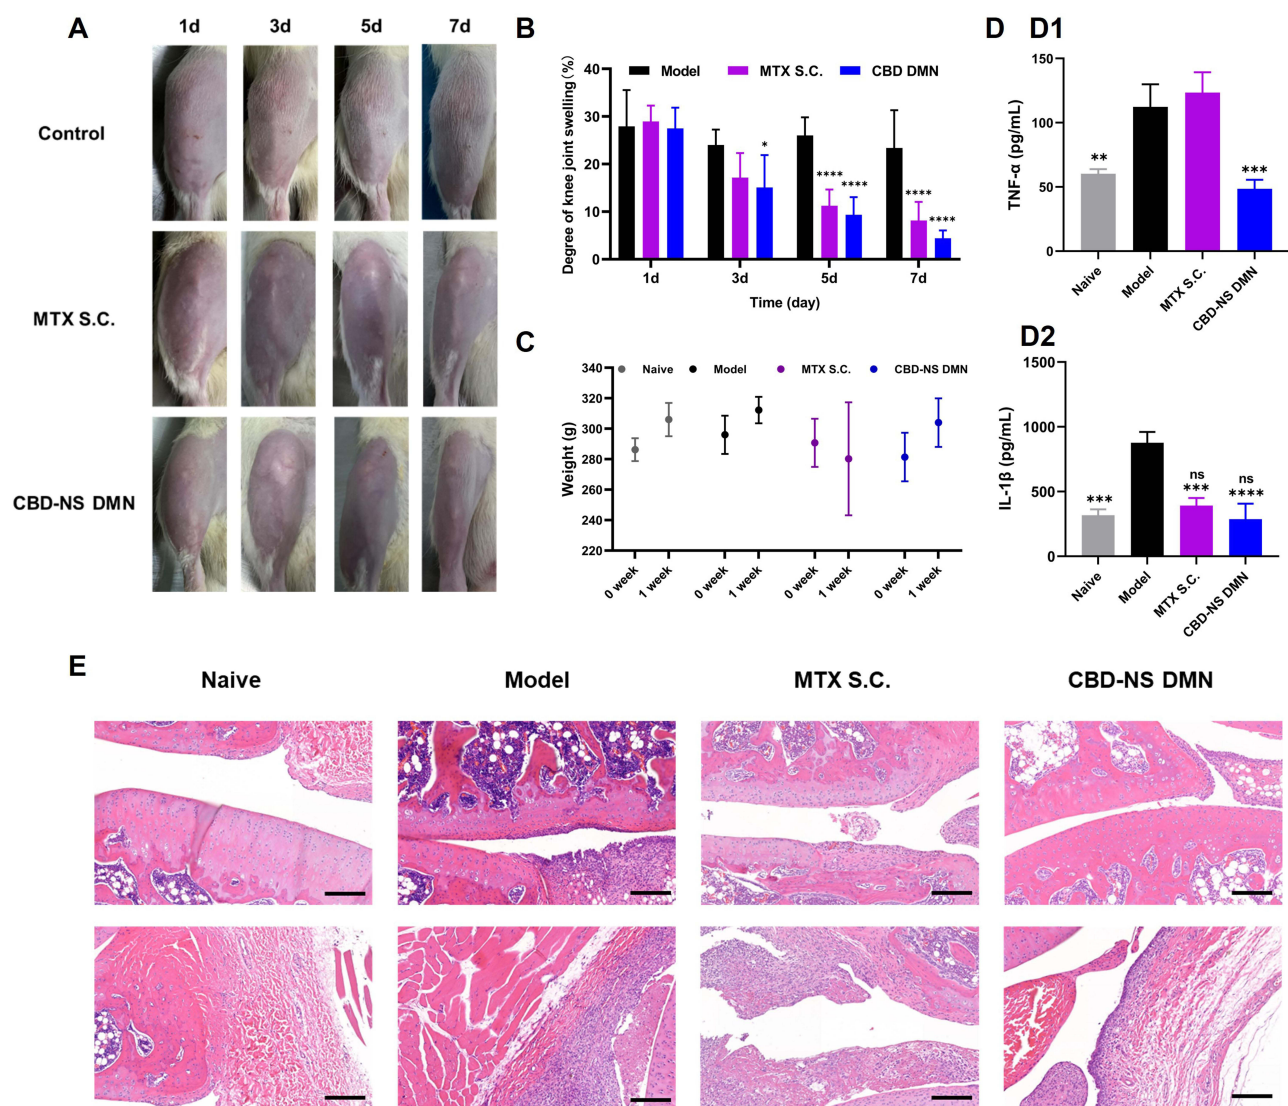 A
1d 3d 5d 7d
Control
MTX S.C.
CBD-NS DMN
B
Model MTX S.C. CBD DMN
Degree of knee joint swelling (%)
40
30
20
10
0
*
**** ****
**** ****
1d 3d 5d 7d
Time (day)
C
Naive Model MTX S.C. CBD-NS DMN
Weight (g)
340
320
300
280
260
240
220
0 week 1 week 0 week 1 week 0 week 1 week 0 week 1 week
D D1
TNF-α (pg/mL)
150
100
50
0
** ***
Naive Model MTX S.C. CBD-NS DMN
D2
IL-1β (pg/mL)
1500
1000
500
0
ns ns
*** *** ****
Naive Model MTX S.C. CBD-NS DMN
E
Naive Model MTX S.C. CBD-NS DMN